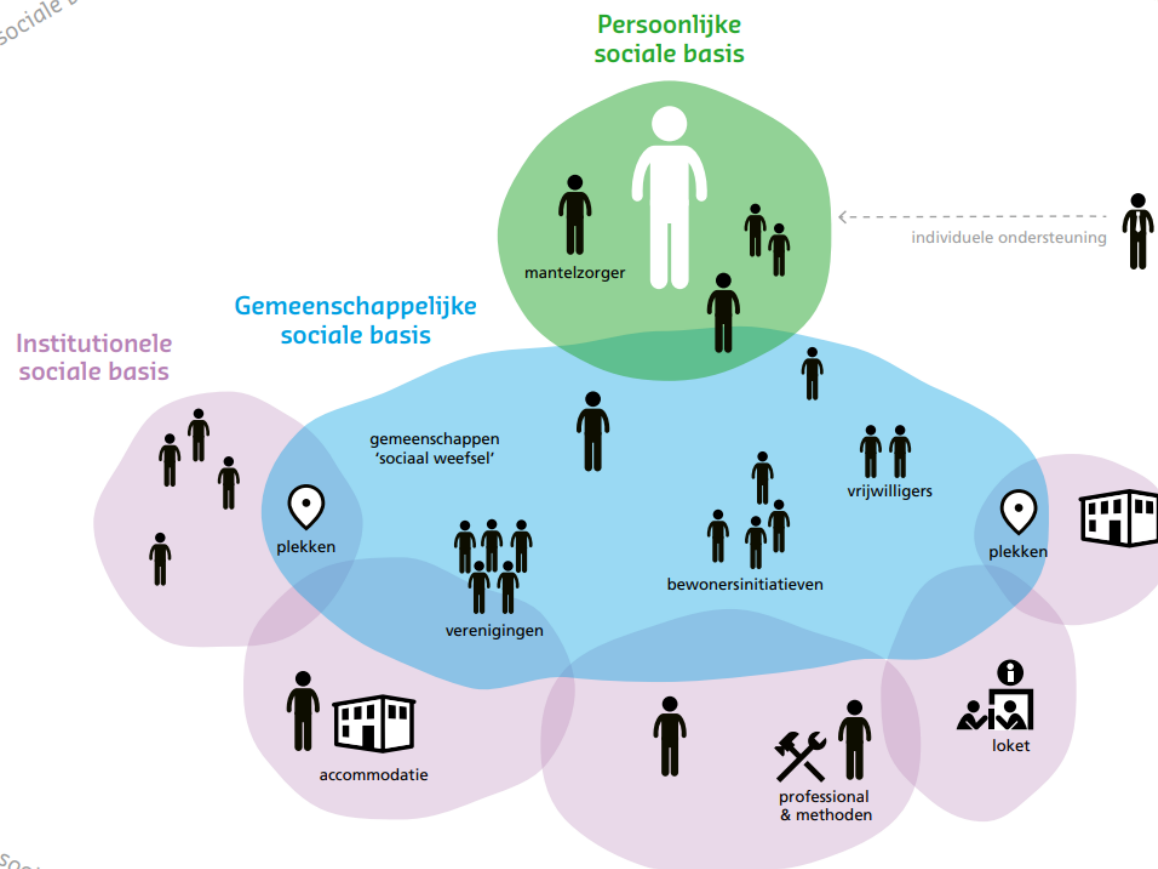 sociale
Persoonlijke
sociale basis
mantelzorger
individuele ondersteuning
Gemeenschappelijke
sociale basis
Institutionele
sociale basis
gemeenschappen
‘sociaal weefsel’
vrijwilligers
plekken
plekken
bewonersinitiatieven
verenigingen
accommodatie
loket
professional
& methoden